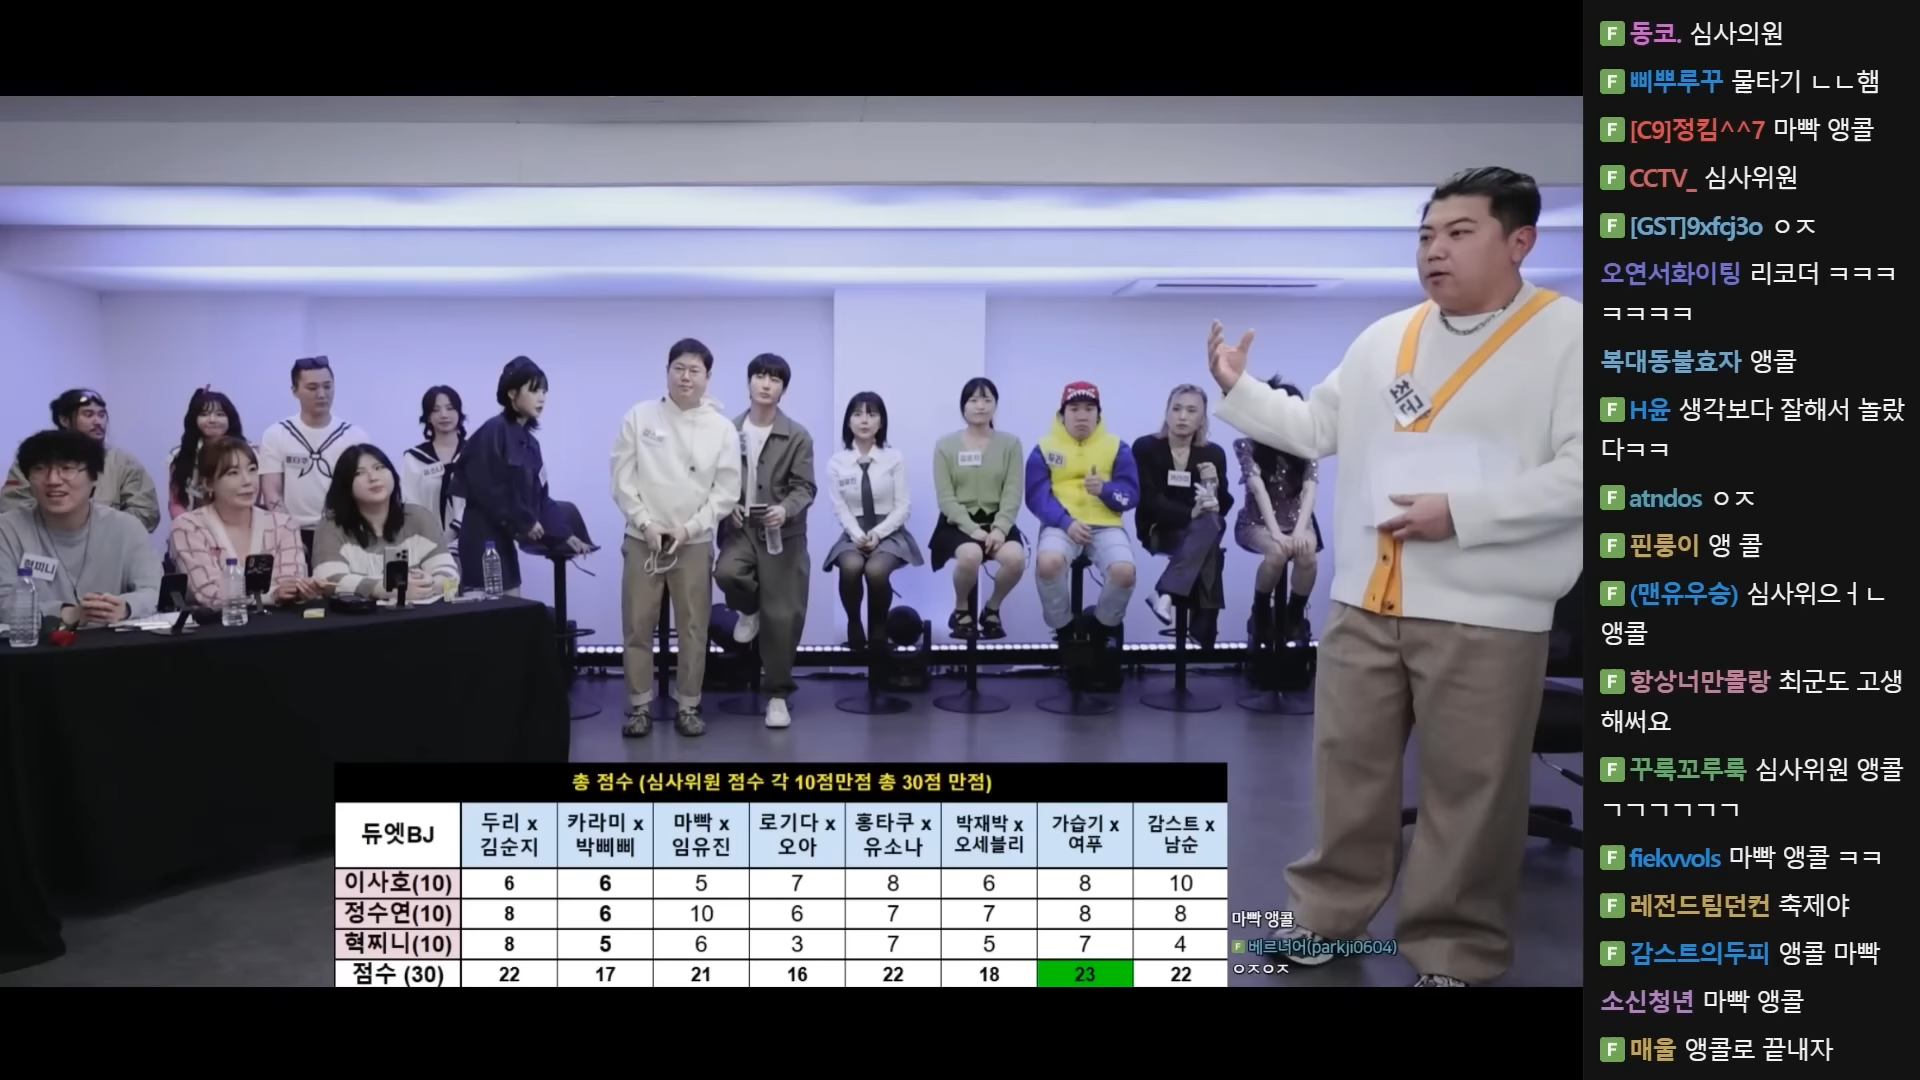 F 동코. 심사의원
F 삐뿌루꾸 물타기 ㄴㄴ햄
F [C9]정킴^^7 마빡 앵콜
F CCTV_ 심사위원
F [GST]9xfcj3o ㅇㅈ
오연서화이팅 리코더 ㅋㅋㅋ
ㅋㅋㅋㅋ
복대동불효자 앵콜
F H윤 생각보다 잘해서 놀랐
다ㅋㅋ
F atndos ㅇㅈ
F 핀룽이 앵 콜
F (맨유우승) 심사위으ㅓㄴ
앵콜
F 항상너만몰랑 최군도 고생
해써요
F 꾸룩꼬루룩 심사위원 앵콜
ㄱㄱㄱㄱㄱㄱ
F fiekvvols 마빡 앵콜 ㅋㅋ
F 레전드팀던컨 축제야
F 감스트의두피 앵콜 마빡
소신청년 마빡 앵콜
F 매울 앵콜로 끝내자
혁찌니
감스트
두리
총 점수 (심사위원 점수 각 10점만점 총 30점 만점)
듀엣BJ 두리 x 김순지 카라미 x 박삐삐 마빡 x 임유진 로기다 x 오아 홍타쿠 x 유소나 박재박 x 오세블리 가습기 x 여푸 감스트 x 남순
이사호(10) 6 6 5 7 8 6 8 10
정수연(10) 8 6 10 6 7 7 8 8
혁찌니(10) 8 5 6 3 7 5 7 4
점수 (30) 22 17 21 16 22 18 23 22
마빡 앵콜
F 베르너어(parkji0604)
ㅇㅈㅇㅈ